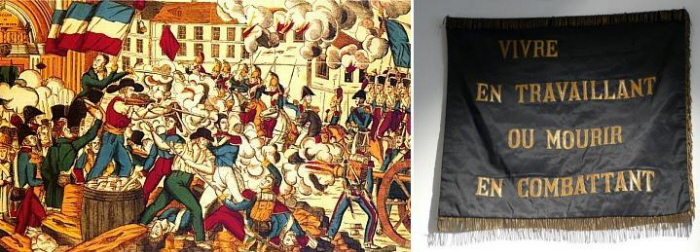 VIVRE
EN TRAVAILLANT
OU MOURIR
EN COMBATTANT